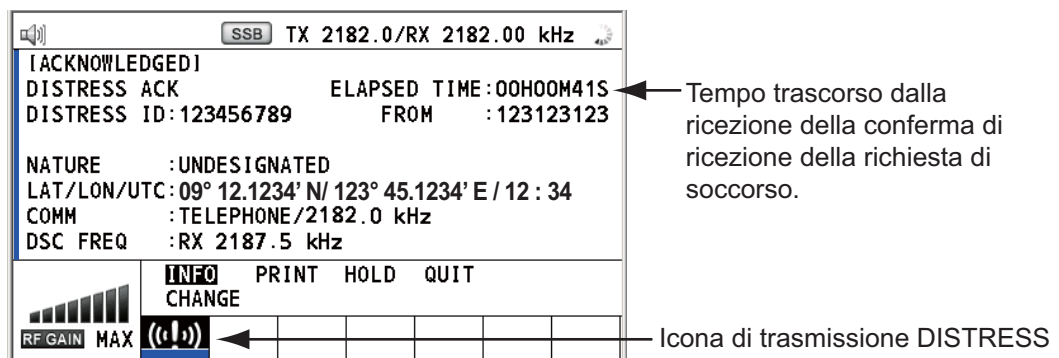 SSB TX 2182.0/RX 2182.00 kHz
[ACKNOWLEDGED]
DISTRESS ACK ELAPSED TIME:00H00M41S
DISTRESS ID:123456789 FROM :123123123
NATURE :UNDESIGNATED
LAT/LON/UTC:09° 12.1234' N/ 123° 45.1234' E / 12 : 34
COMM :TELEPHONE/2182.0 kHz
DSC FREQ :RX 2187.5 kHz
INFO PRINT HOLD QUIT
CHANGE
RF GAIN MAX
Tempo trascorso dalla
ricezione della conferma di
ricezione della richiesta di
soccorso.
Icona di trasmissione DISTRESS